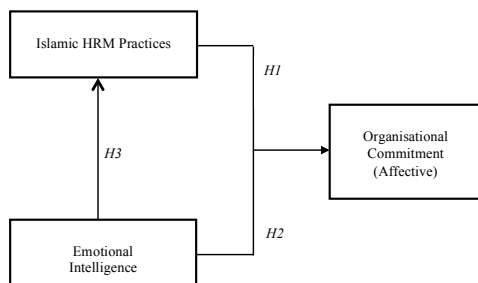 Islamic HRM Practices
H1
Organisational
Commitment
(Affective)
H3
H2
Emotional
Intelligence